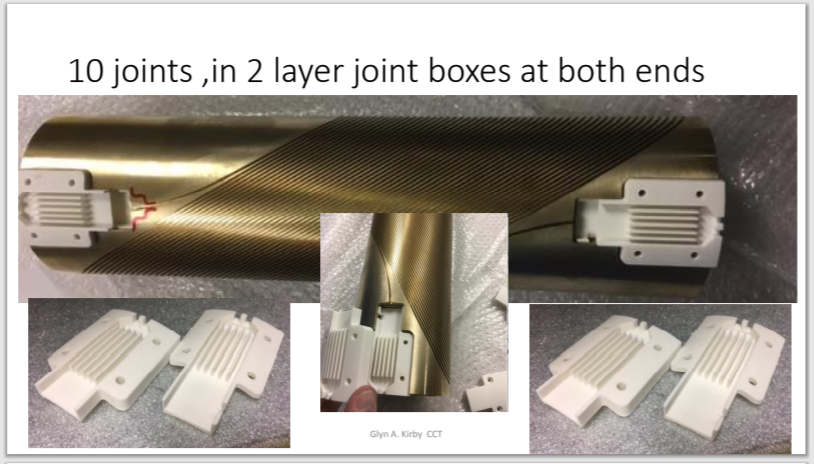 10 joints ,in 2 layer joint boxes at both ends
Glyn A. Kirby CCT